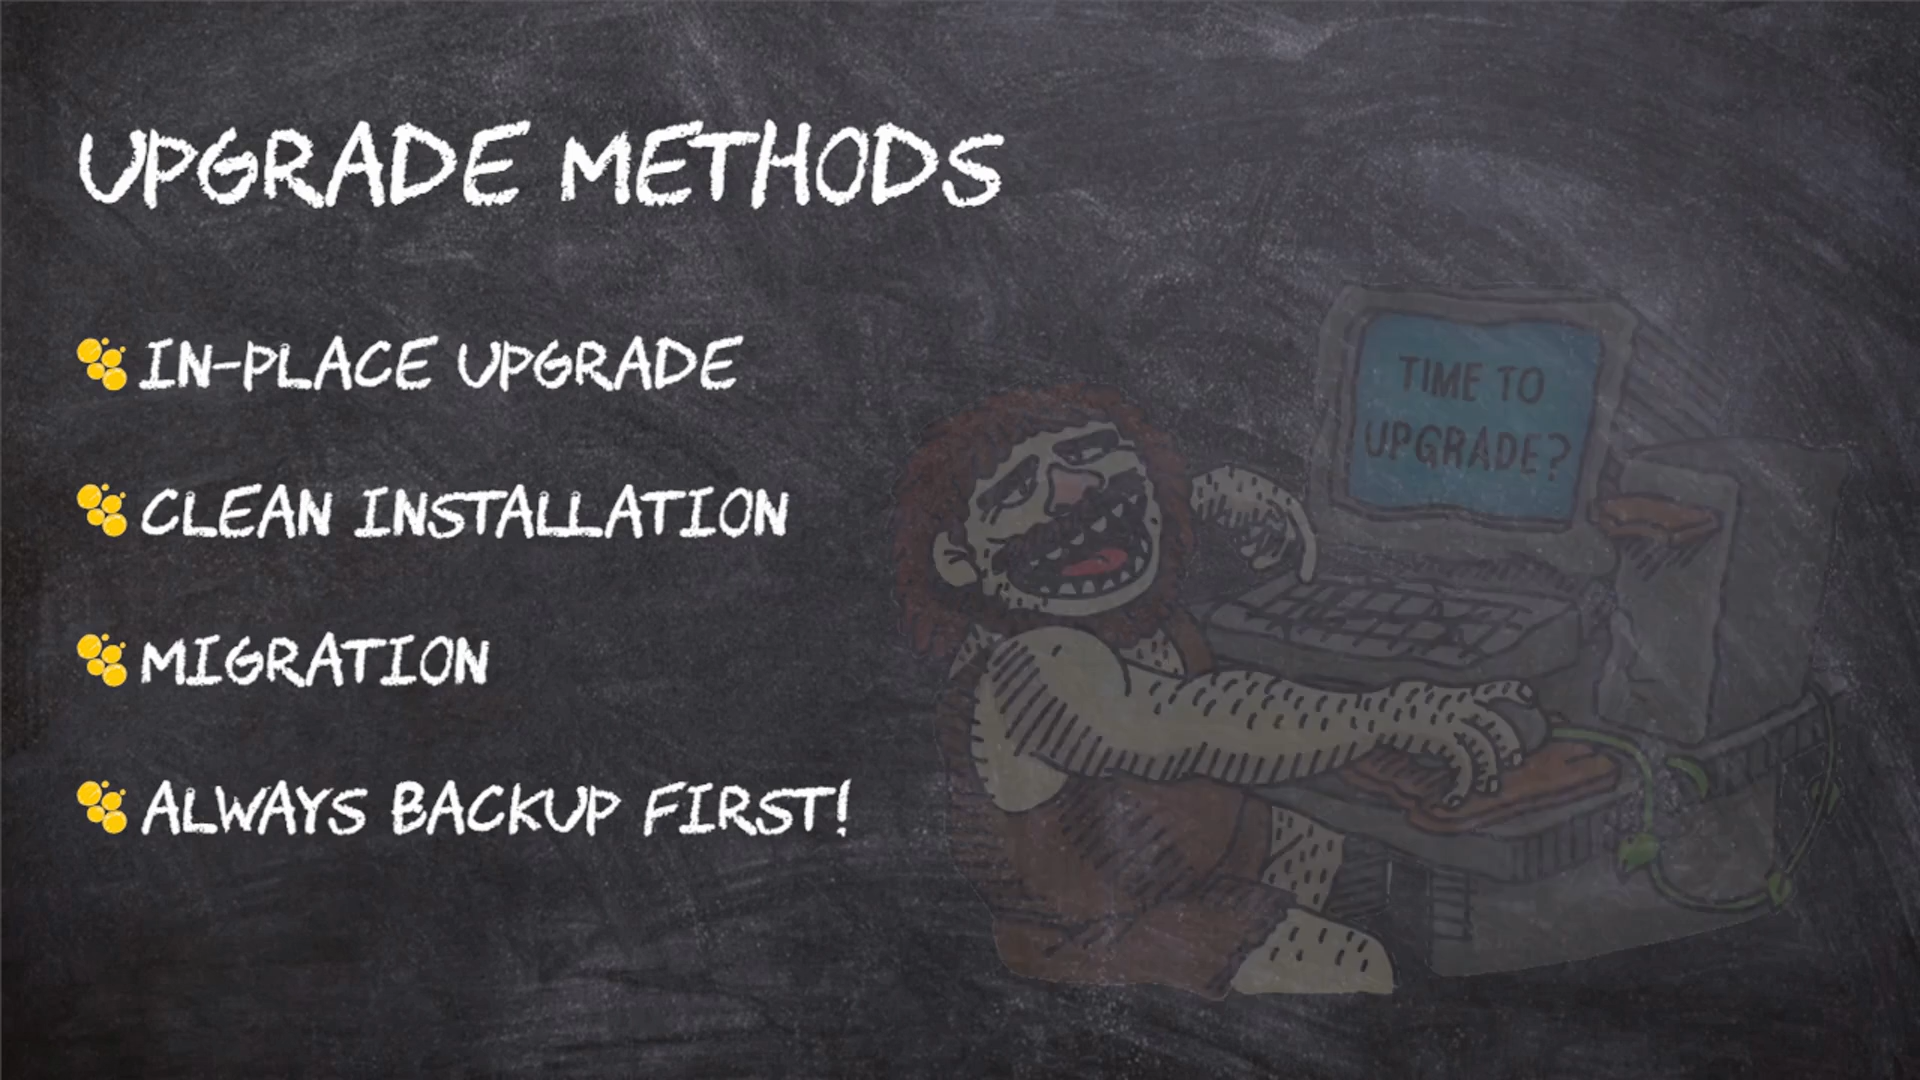 UPGRADE METHODS
IN-PLACE UPGRADE
CLEAN INSTALLATION
MIGRATION
ALWAYS BACKUP FIRST!
TIME TO
UPGRADE?